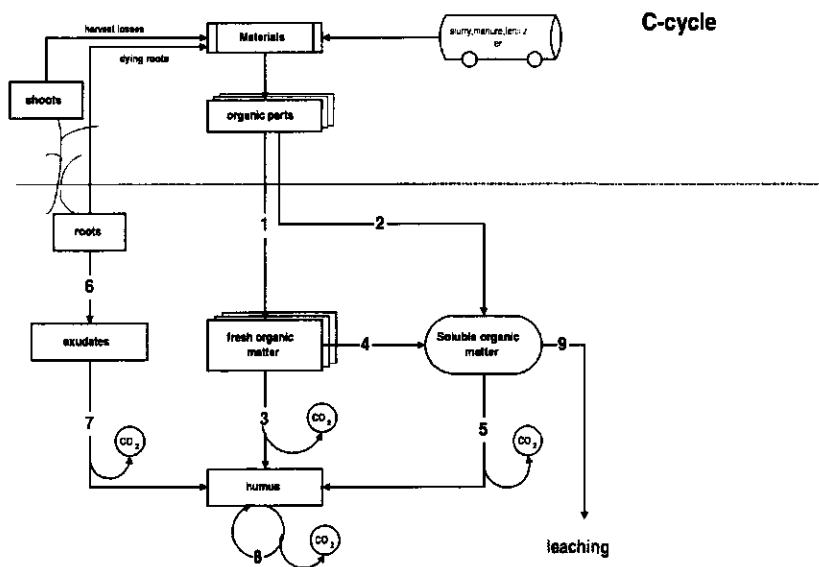 C-cycle
harvest losses
Materials
dying roots
shoots
organic parts
1
2
roots
6
exudates
fresh organic
matter
4
Soluble organic
matter
9
7
CO2
3
CO2
5
CO2
humus
8
CO2
leaching